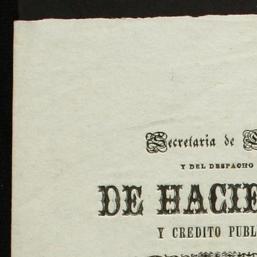 Secretaria de
Y DEL DESPACHO
DE HACIE
Y CREDITO PUBL